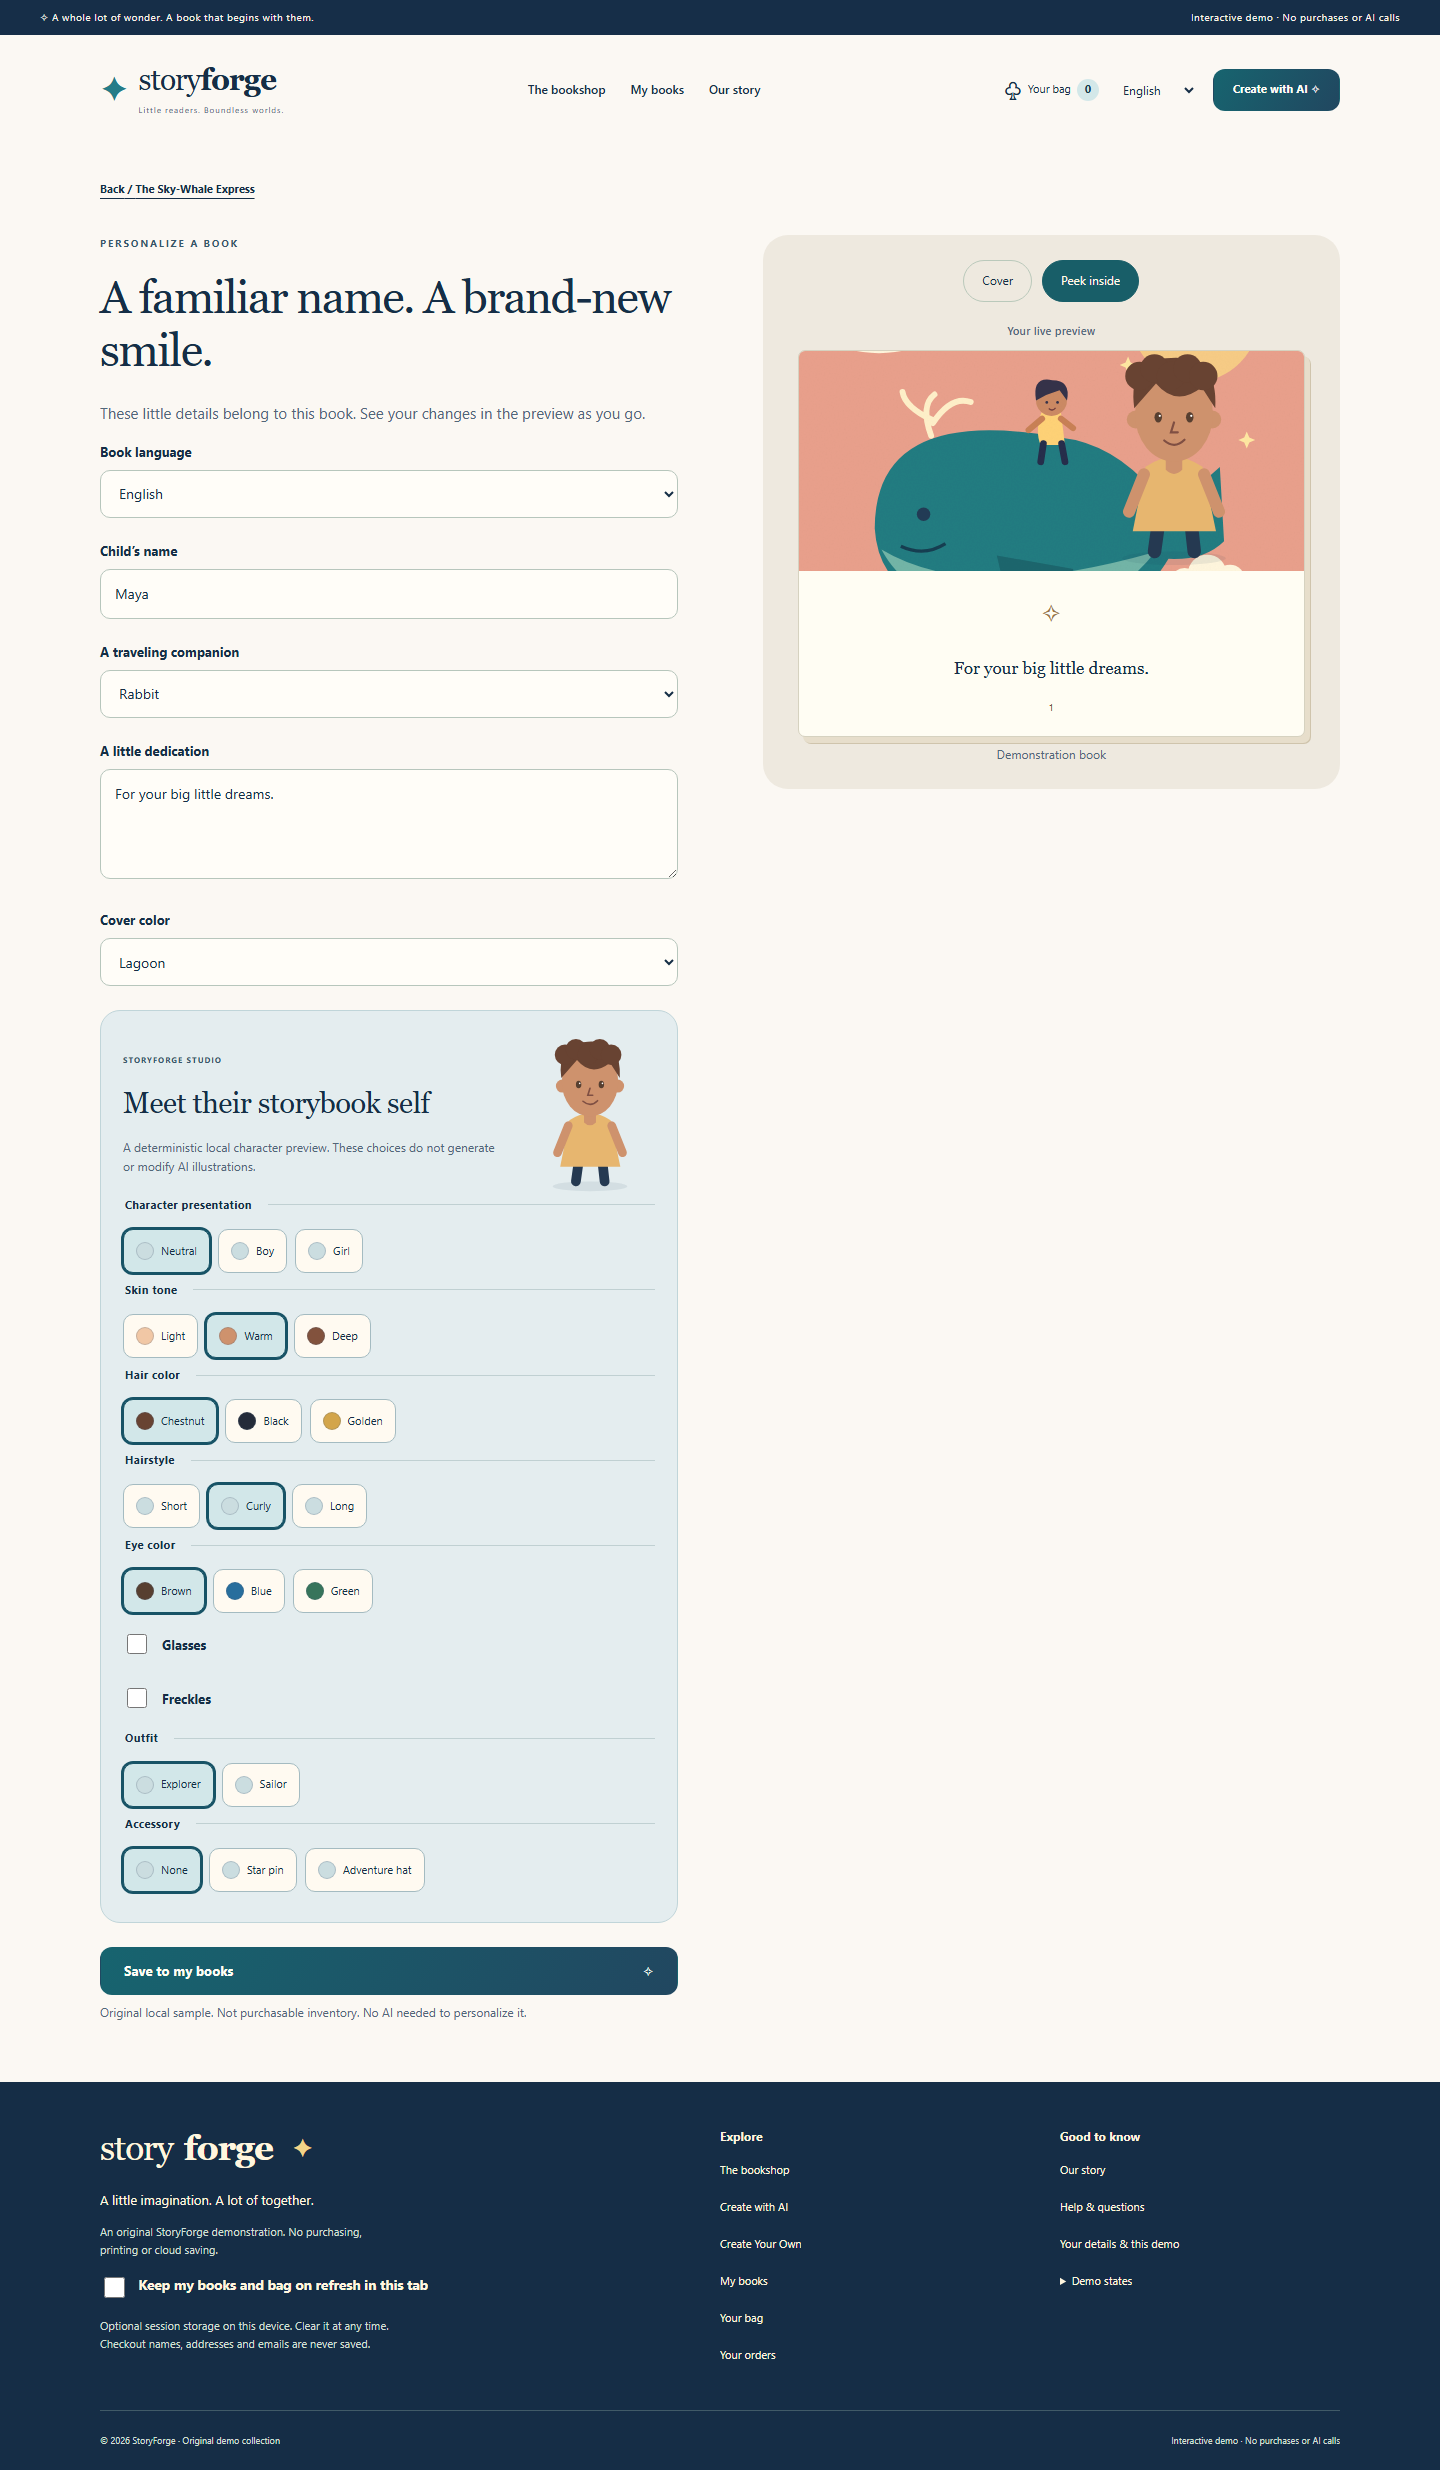 ✧ A whole lot of wonder. A book that begins with them.
Interactive demo · No purchases or AI calls
storyforge
Little readers. Boundless worlds.
The bookshop
My books
Our story
Your bag 0
English
Create with AI ✧
Back / The Sky-Whale Express
PERSONALIZE A BOOK
A familiar name. A brand-new
smile.
These little details belong to this book. See your changes in the preview as you go.
Book language
English
Child's name
Maya
A traveling companion
Rabbit
A little dedication
For your big little dreams.
Cover color
Lagoon
Cover
Peek inside
Your live preview
For your big little dreams.
1
Demonstration book
STORYFORGE STUDIO
Meet their storybook self
A deterministic local character preview. These choices do not generate
or modify AI illustrations.
Character presentation
Neutral
Boy
Girl
Skin tone
Light
Warm
Deep
Hair color
Chestnut
Black
Golden
Hairstyle
Short
Curly
Long
Eye color
Brown
Blue
Green
Glasses
Freckles
Outfit
Explorer
Sailor
Accessory
None
Star pin
Adventure hat
Save to my books ✧
Original local sample. Not purchasable inventory. No AI needed to personalize it.
story forge
A little imagination. A lot of together.
An original StoryForge demonstration. No purchasing,
printing or cloud saving.
Keep my books and bag on refresh in this tab
Optional session storage on this device. Clear it at any time.
Checkout names, addresses and emails are never saved.
Explore
The bookshop
Create with AI
Create Your Own
My books
Your bag
Your orders
Good to know
Our story
Help & questions
Your details & this demo
Demo states
© 2026 StoryForge · Original demo collection
Interactive demo · No purchases or AI calls